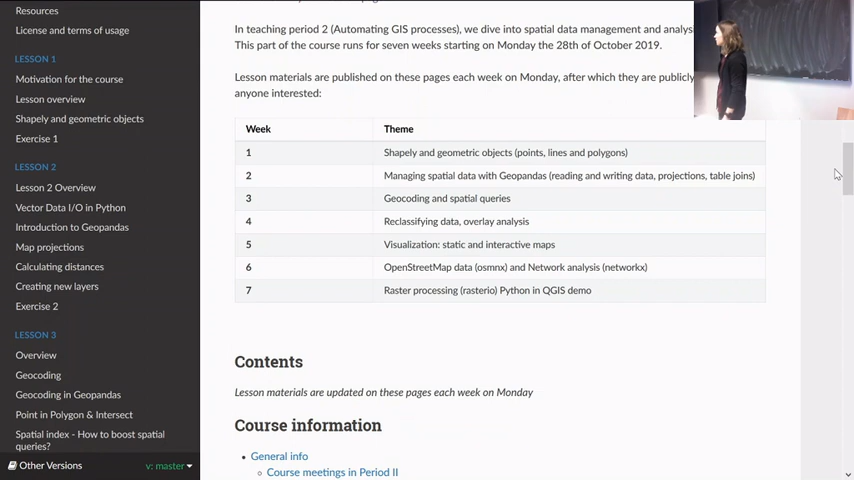 Resources
License and terms of usage
LESSON 1
Motivation for the course
Lesson overview
Shapely and geometric objects
Exercise 1
LESSON 2
Lesson 2 Overview
Vector Data I/O in Python
Introduction to Geopandas
Map projections
Calculating distances
Creating new layers
Exercise 2
LESSON 3
Overview
Geocoding
Geocoding in Geopandas
Point in Polygon & Intersect
Spatial index - How to boost spatial
queries?
Other Versions
v: master
In teaching period 2 (Automating GIS processes), we dive into spatial data management and
This part of the course runs for seven weeks starting on Monday the 28th of October 2019.
Lesson materials are published on these pages each week on Monday, after which they are
anyone interested:
Week Theme
1 Shapely and geometric objects (points, lines and polygons)
2 Managing spatial data with Geopandas (reading and writing data, projections, table joins)
3 Geocoding and spatial queries
4 Reclassifying data, overlay analysis
5 Visualization: static and interactive maps
6 OpenStreetMap data (osmnx) and Network analysis (networkx)
7 Raster processing (rasterio) Python in QGIS demo
Contents
Lesson materials are updated on these pages each week on Monday
Course information
General info
Course meetings in Period II